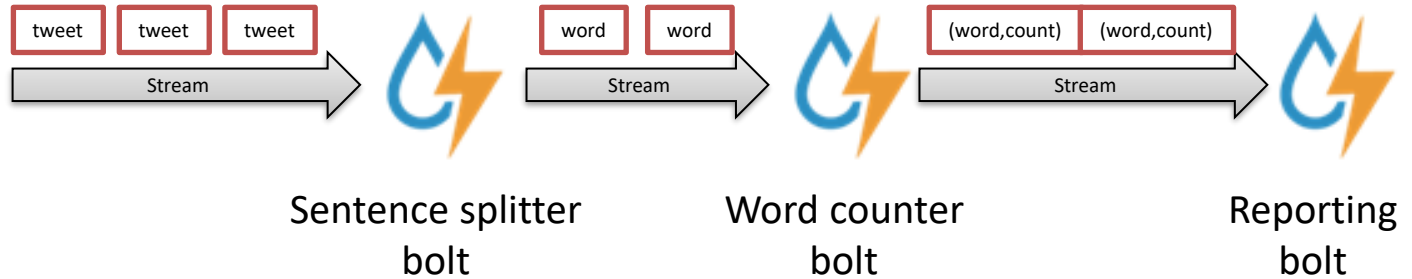 tweet tweet tweet word word (word,count) (word,count)
Stream Stream Stream
Sentence splitter Word counter Reporting
bolt bolt bolt